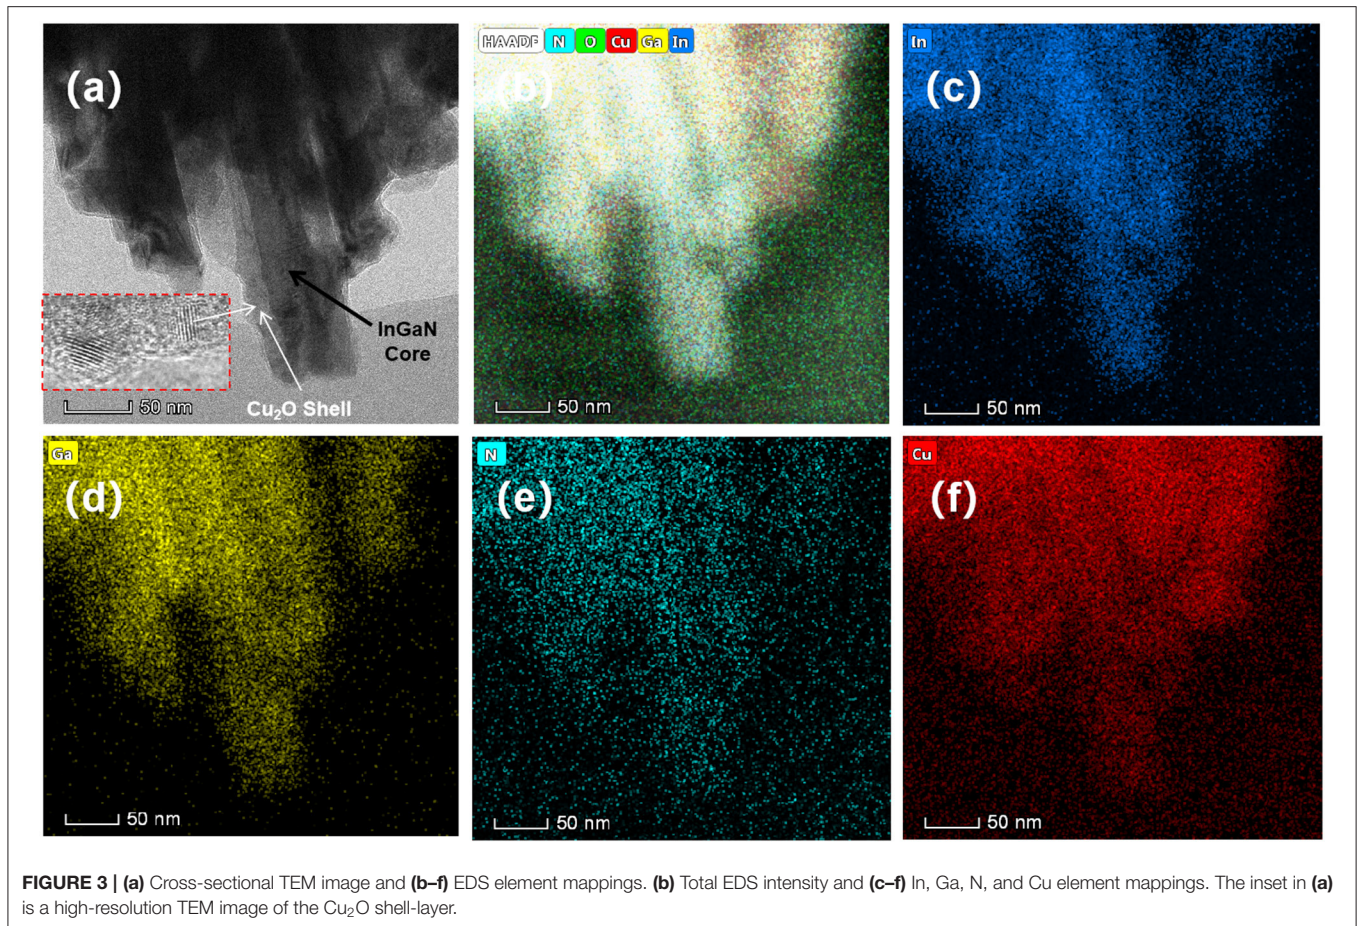 (a)
InGaN
Core
50 nm
Cu₂O Shell
HAADF N O Cu Ga In
(b)
50 nm
In
(c)
50 nm
Ga
(d)
50 nm
N
(e)
50 nm
Cu
(f)
50 nm
FIGURE 3 | (a) Cross-sectional TEM image and (b–f) EDS element mappings. (b) Total EDS intensity and (c–f) In, Ga, N, and Cu element mappings. The inset in (a)
is a high-resolution TEM image of the Cu₂O shell-layer.